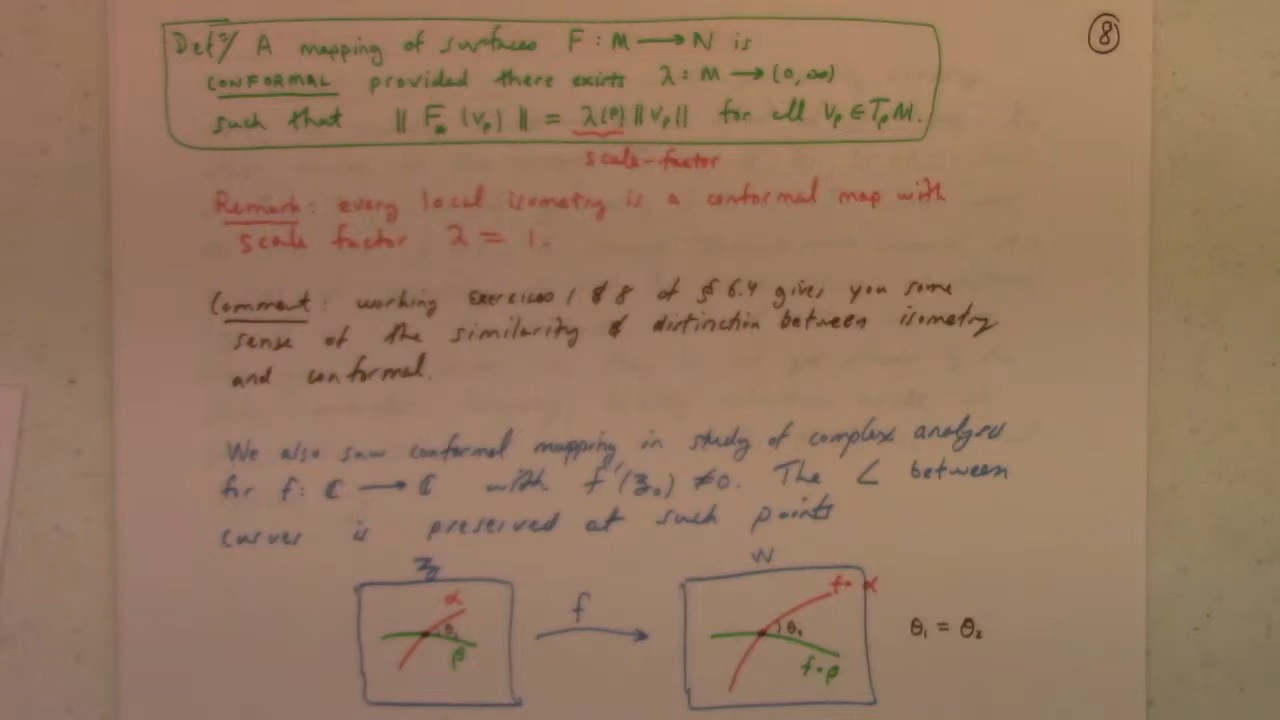 ⑧
Def⁠ⁿ/ A mapping of surfaces F : M → N is
CONFORMAL provided there exists λ : M → (0, ∞)
such that ‖ F⁎ (vₚ) ‖ = λ(p) ‖ vₚ ‖ for all vₚ ∈ TₚM.
scale-factor
Remark: every local isometry is a conformal map with
scale factor λ = 1.
Comment: working Exercises 1 & 8 of § 6.4 gives you some
sense of the similarity & distinction between isometry
and conformal.
We also saw conformal mapping in study of complex analysis
for f : ℂ → ℂ with f'(z₀) ≠ 0. The ∠ between
curves is preserved at such points
z
w
α
θ₁
β
f
f∘α
θ₂
f∘β
θ₁ = θ₂